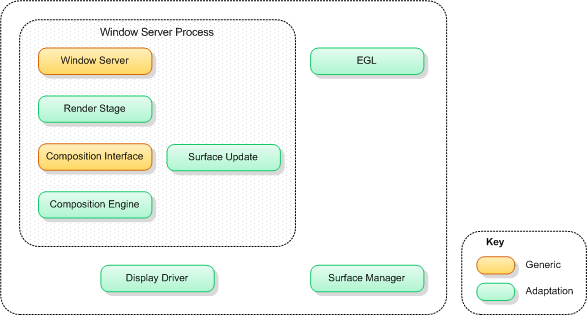 Window Server Process
Window Server
EGL
Render Stage
Composition Interface
Surface Update
Composition Engine
Display Driver
Surface Manager
Key
Generic
Adaptation